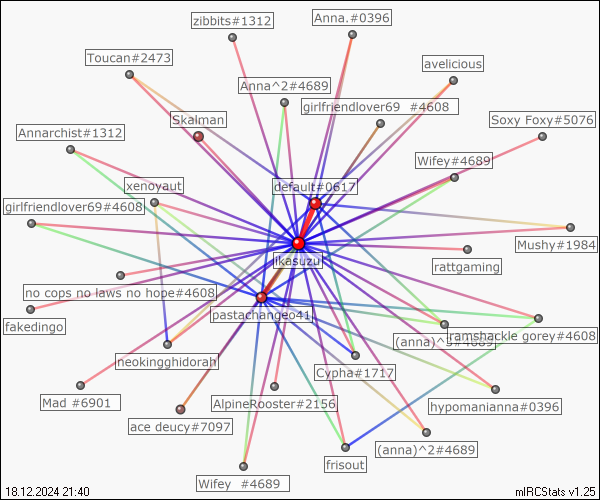 zibbits#1312
Anna.#0396
Toucan#2473
avelicious
Anna^2#4689
girlfriendlover69 #4608
Skalman
Soxy Foxy#5076
Annarchist#1312
Wifey#4689
xenoyaut
default#0617
girlfriendlover69#4608
Mushy#1984
ikasuzu
rattgaming
no cops no laws no hope#4608
pastachangeo41
fakedingo
ramshackle gorey#4608
neokingghidorah
Cypha#1717
Mad #6901
AlpineRooster#2156
hypomanianna#0396
ace deucy#7097
(anna)^2#4689
frisout
Wifey #4689
18.12.2024 21:40
mIRCStats v1.25